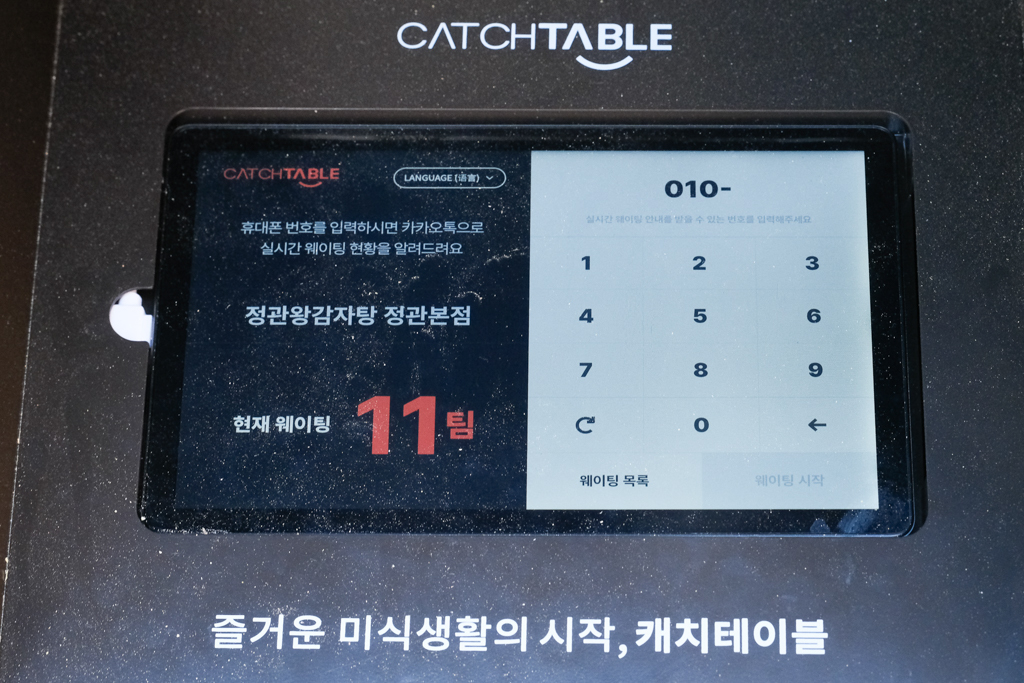 CATCHTABLE
CATCHTABLE
LANGUAGE (语言)
휴대폰 번호를 입력하시면 카카오톡으로
실시간 웨이팅 현황을 알려드려요
정관왕감자탕 정관본점
현재 웨이팅 11팀
010-
실시간 웨이팅 안내를 받을 수 있는 번호를 입력해주세요
1 2 3
4 5 6
7 8 9
0
웨이팅 목록 웨이팅 시작
즐거운 미식생활의 시작, 캐치테이블